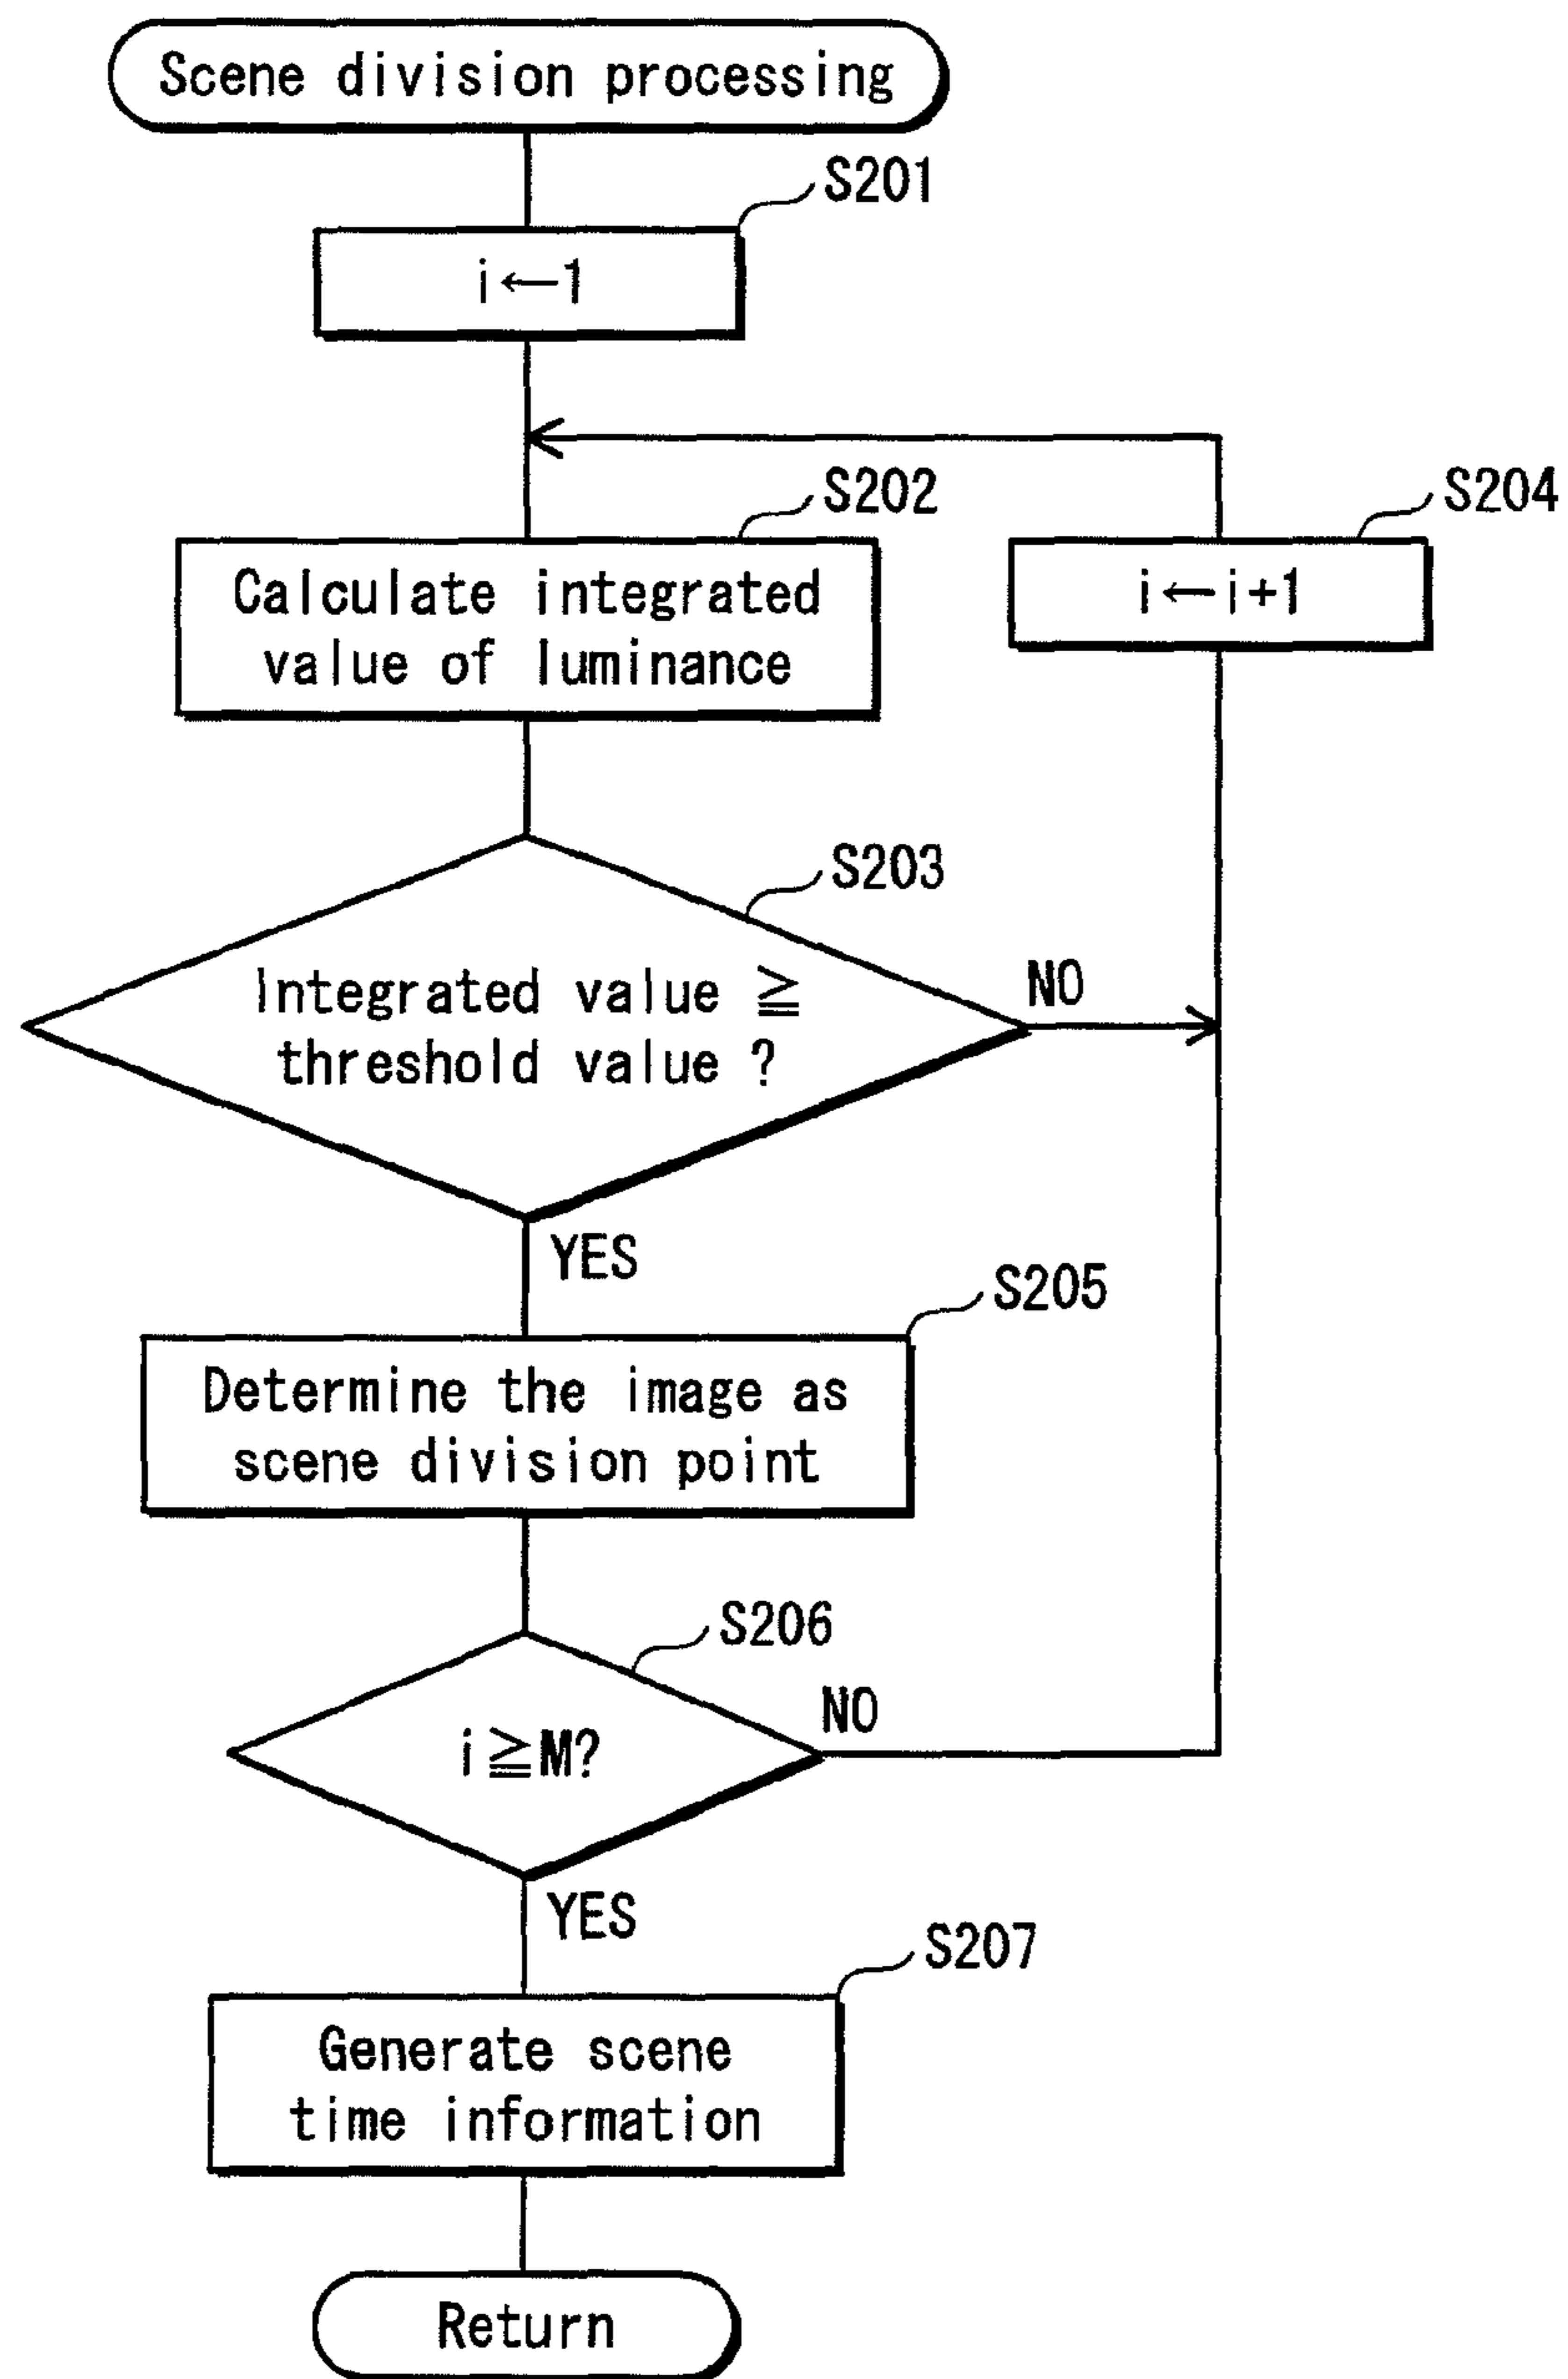 Scene division processing
S201
i←1
S202
Calculate integrated
value of luminance
S204
i←i+1
S203
Integrated value ≧
threshold value ?
NO
YES
S205
Determine the image as
scene division point
S206
i≧M?
NO
YES
S207
Generate scene
time information
Return